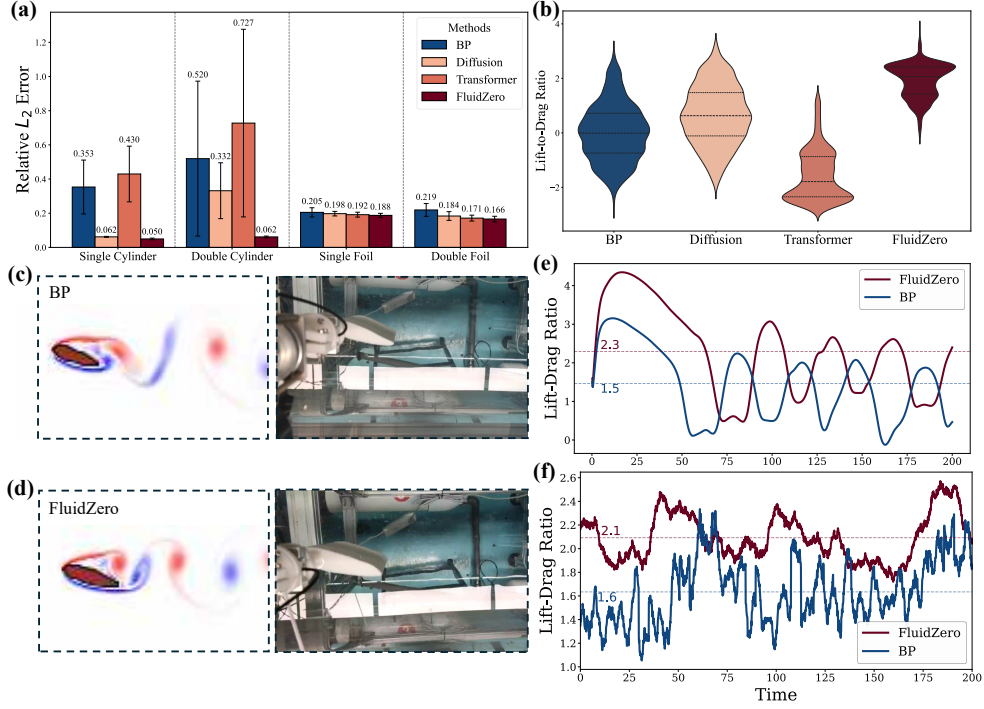 (a)
Relative L2 Error
1.2
1.0
0.8
0.6
0.4
0.2
0.0
0.353
0.062
0.430
0.050
0.520
0.332
0.727
0.062
0.205
0.198
0.192
0.188
0.219
0.184
0.171
0.166
Methods
BP
Diffusion
Transformer
FluidZero
Single Cylinder
Double Cylinder
Single Foil
Double Foil
(b)
Lift-to-Drag Ratio
4
2
0
−2
BP
Diffusion
Transformer
FluidZero
(c)
BP
(d)
FluidZero
(e)
Lift-Drag Ratio
4
3
2
1
0
2.3
1.5
FluidZero
BP
0
25
50
75
100
125
150
175
200
(f)
Lift-Drag Ratio
2.6
2.4
2.2
2.0
1.8
1.6
1.4
1.2
1.0
2.1
1.6
FluidZero
BP
0
25
50
75
100
125
150
175
200
Time